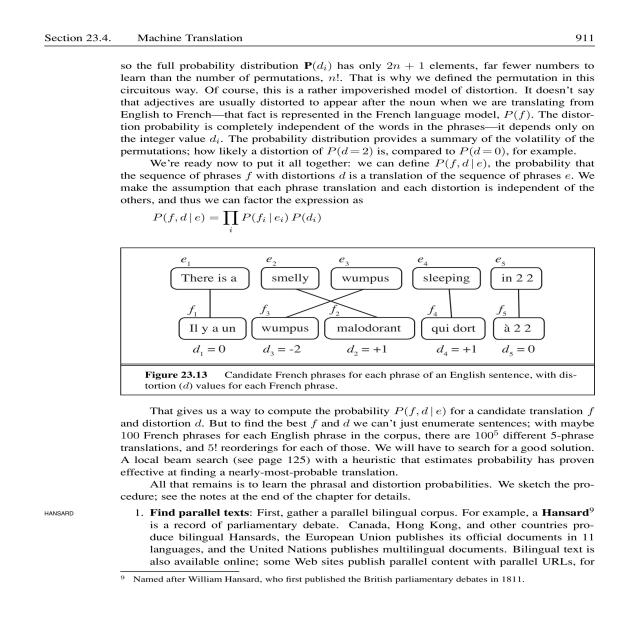 Section 23.4. Machine Translation 911
so the full probability distribution P(d_i) has only 2n + 1 elements, far fewer numbers to
learn than the number of permutations, n!. That is why we defined the permutation in this
circuitous way. Of course, this is a rather impoverished model of distortion. It doesn't say
that adjectives are usually distorted to appear after the noun when we are translating from
English to French—that fact is represented in the French language model, P(f). The distor-
tion probability is completely independent of the words in the phrases—it depends only on
the integer value d_i. The probability distribution provides a summary of the volatility of the
permutations; how likely a distortion of P(d = 2) is, compared to P(d = 0), for example.
We're ready now to put it all together: we can define P(f, d | e), the probability that
the sequence of phrases f with distortions d is a translation of the sequence of phrases e. We
make the assumption that each phrase translation and each distortion is independent of the
others, and thus we can factor the expression as
P(f, d | e) = ∏_i P(f_i | e_i) P(d_i)
e_1 e_2 e_3 e_4 e_5
There is a smelly wumpus sleeping in 2 2
f_1 f_3 f_2 f_4 f_5
Il y a un wumpus malodorant qui dort à 2 2
d_1 = 0 d_3 = -2 d_2 = +1 d_4 = +1 d_5 = 0
Figure 23.13 Candidate French phrases for each phrase of an English sentence, with dis-
tortion (d) values for each French phrase.
That gives us a way to compute the probability P(f, d | e) for a candidate translation f
and distortion d. But to find the best f and d we can't just enumerate sentences; with maybe
100 French phrases for each English phrase in the corpus, there are 100^5 different 5-phrase
translations, and 5! reorderings for each of those. We will have to search for a good solution.
A local beam search (see page 125) with a heuristic that estimates probability has proven
effective at finding a nearly-most-probable translation.
All that remains is to learn the phrasal and distortion probabilities. We sketch the pro-
cedure; see the notes at the end of the chapter for details.
HANSARD
1. Find parallel texts: First, gather a parallel bilingual corpus. For example, a Hansard^9
is a record of parliamentary debate. Canada, Hong Kong, and other countries pro-
duce bilingual Hansards, the European Union publishes its official documents in 11
languages, and the United Nations publishes multilingual documents. Bilingual text is
also available online; some Web sites publish parallel content with parallel URLs, for
9 Named after William Hansard, who first published the British parliamentary debates in 1811.